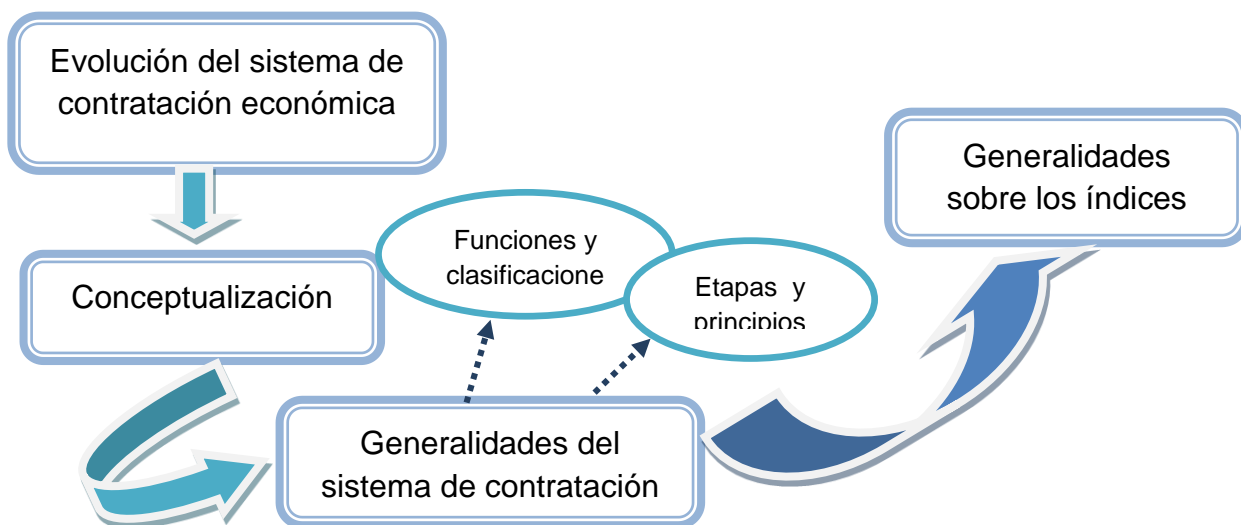 Evolución del sistema de
contratación económica
Conceptualización
Funciones y
clasificacione
Etapas y
principios
Generalidades del
sistema de contratación
Generalidades
sobre los índices